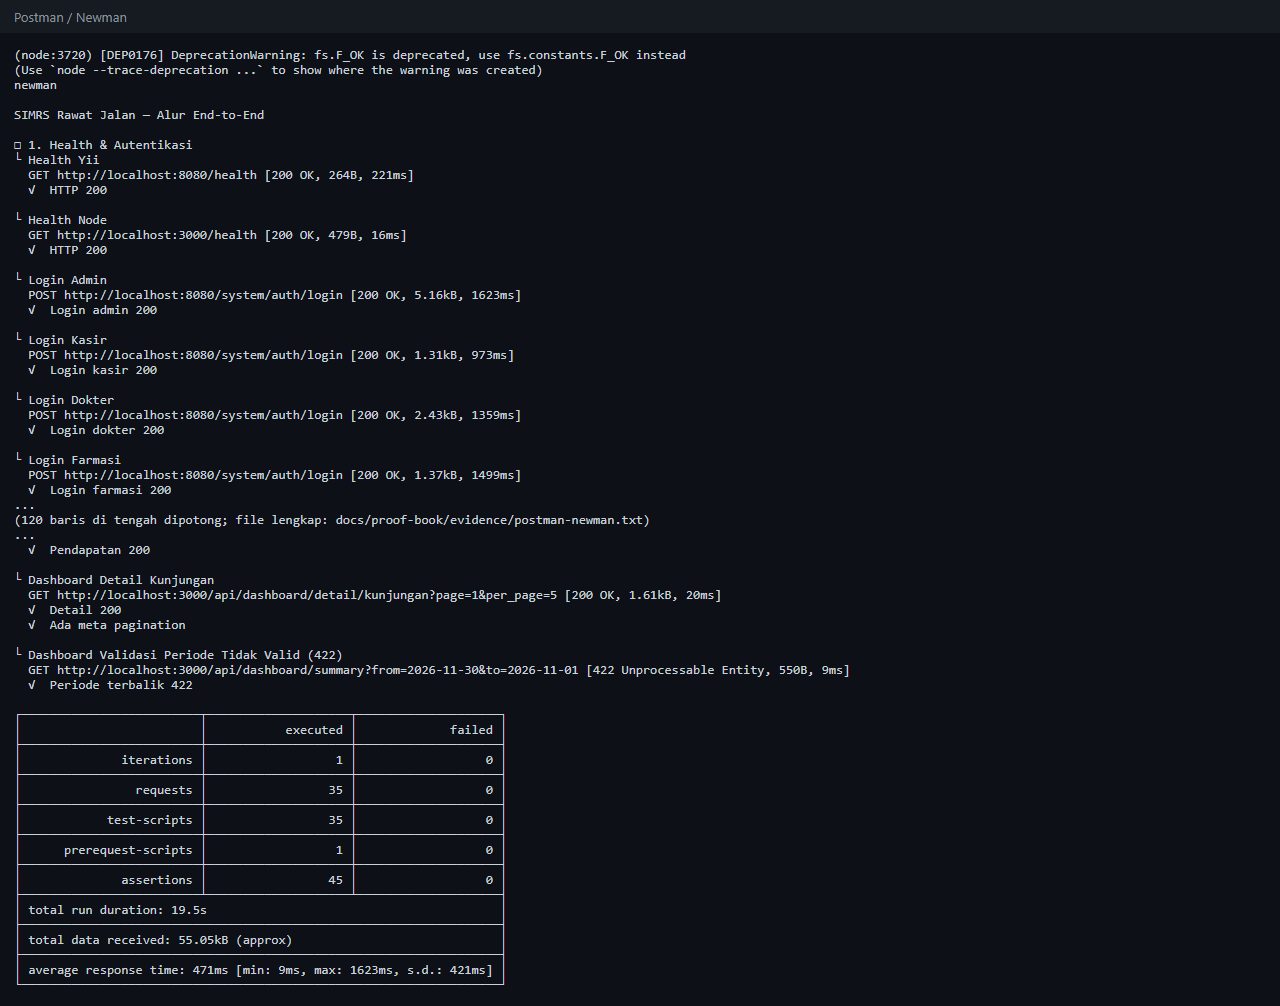 Postman / Newman
(node:3720) [DEP0176] DeprecationWarning: fs.F_OK is deprecated, use fs.constants.F_OK instead
(Use `node --trace-deprecation ...` to show where the warning was created)
newman
SIMRS Rawat Jalan — Alur End-to-End
□ 1. Health & Autentikasi
└ Health Yii
GET http://localhost:8080/health [200 OK, 264B, 221ms]
√ HTTP 200
└ Health Node
GET http://localhost:3000/health [200 OK, 479B, 16ms]
√ HTTP 200
└ Login Admin
POST http://localhost:8080/system/auth/login [200 OK, 5.16kB, 1623ms]
√ Login admin 200
└ Login Kasir
POST http://localhost:8080/system/auth/login [200 OK, 1.31kB, 973ms]
√ Login kasir 200
└ Login Dokter
POST http://localhost:8080/system/auth/login [200 OK, 2.43kB, 1359ms]
√ Login dokter 200
└ Login Farmasi
POST http://localhost:8080/system/auth/login [200 OK, 1.37kB, 1499ms]
√ Login farmasi 200
...
(120 baris di tengah dipotong; file lengkap: docs/proof-book/evidence/postman-newman.txt)
...
√ Pendapatan 200
└ Dashboard Detail Kunjungan
GET http://localhost:3000/api/dashboard/detail/kunjungan?page=1&per_page=5 [200 OK, 1.61kB, 20ms]
√ Detail 200
√ Ada meta pagination
└ Dashboard Validasi Periode Tidak Valid (422)
GET http://localhost:3000/api/dashboard/summary?from=2026-11-30&to=2026-11-01 [422 Unprocessable Entity, 550B, 9ms]
√ Periode terbalik 422
executed failed
iterations 1 0
requests 35 0
test-scripts 35 0
prerequest-scripts 1 0
assertions 45 0
total run duration: 19.5s
total data received: 55.05kB (approx)
average response time: 471ms [min: 9ms, max: 1623ms, s.d.: 421ms]